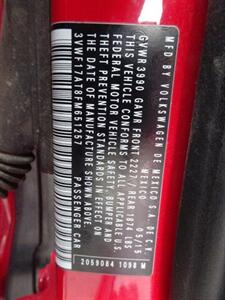 MFD BY VOLKSWAGEN DE MEXICO S.A. DE C.V.
MEXICO
GVWR 3990 GAWR FRONT 2227 / REAR 1874 LBS
THIS VEHICLE CONFORMS TO ALL APPLICABLE U.S.
FEDERAL MOTOR VEHICLE SAFETY, BUMPER AND
THEFT PREVENTION STANDARDS IN EFFECT ON
THE DATE OF MANUFACTURE SHOWN ABOVE.
3VWF17AT8FM651287 PASSENGER CAR
2059084 1098 M